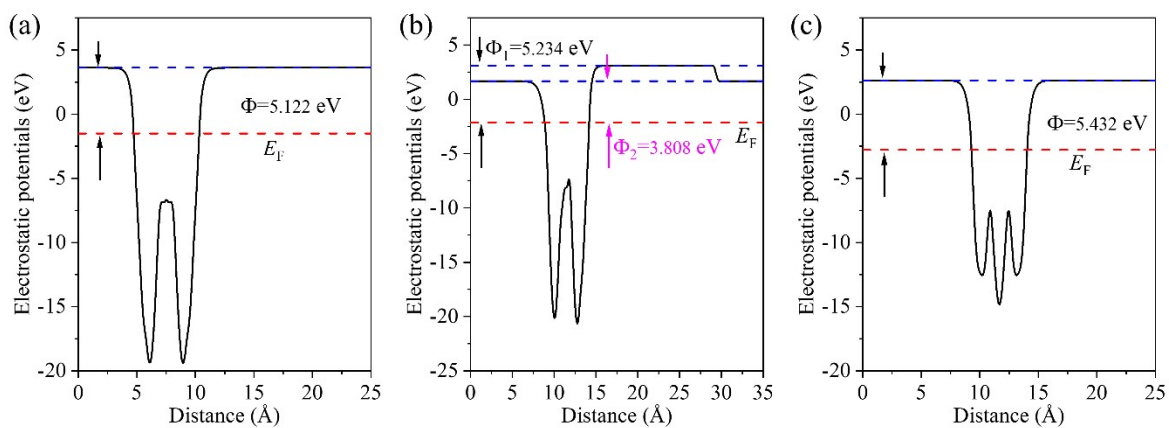 (a)
Electrostatic potentials (eV)
5
0
-5
-10
-15
-20
Φ=5.122 eV
E_F
0 5 10 15 20 25
Distance (Å)
(b)
Electrostatic potentials (eV)
5
0
-5
-10
-15
-20
-25
Φ₁=5.234 eV
Φ₂=3.808 eV
E_F
0 5 10 15 20 25 30 35
Distance (Å)
(c)
Electrostatic potentials (eV)
5
0
-5
-10
-15
-20
Φ=5.432 eV
E_F
0 5 10 15 20 25
Distance (Å)